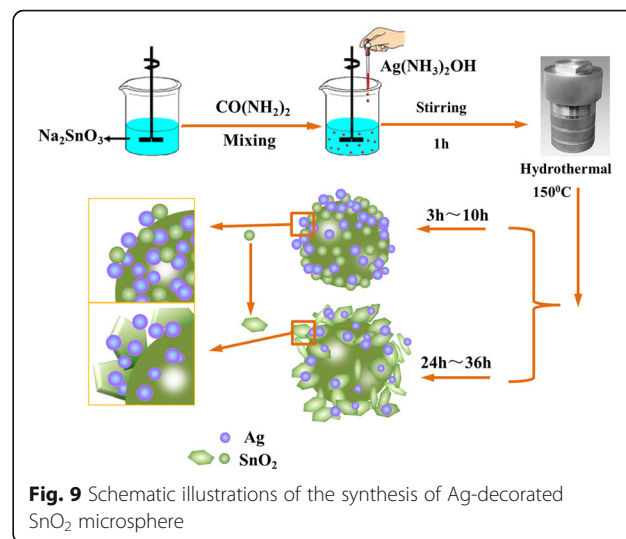 Ag(NH₃)₂OH
CO(NH₂)₂
Stirring
Na₂SnO₃
Mixing
1h
Hydrothermal
150⁰C
3h～10h
24h～36h
Ag
SnO₂
Fig. 9 Schematic illustrations of the synthesis of Ag-decorated
SnO₂ microsphere